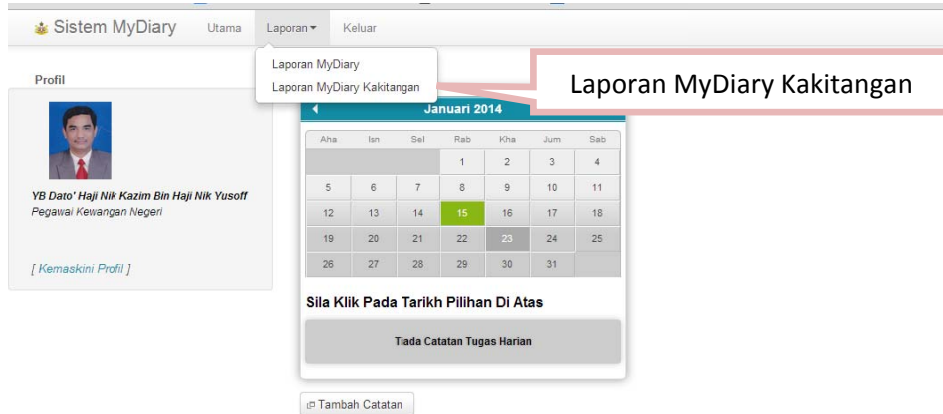 Sistem MyDiary Utama Laporan Keluar
Laporan MyDiary
Laporan MyDiary Kakitangan
Laporan MyDiary Kakitangan
Profil
YB Dato' Haji Nik Kazim Bin Haji Nik Yusoff
Pegawai Kewangan Negeri
[ Kemaskini Profil ]
Januari 2014
Aha Isn Sel Rab Kha Jum Sab
1 2 3 4
5 6 7 8 9 10 11
12 13 14 15 16 17 18
19 20 21 22 23 24 25
26 27 28 29 30 31
Sila Klik Pada Tarikh Pilihan Di Atas
Tiada Catatan Tugas Harian
Tambah Catatan